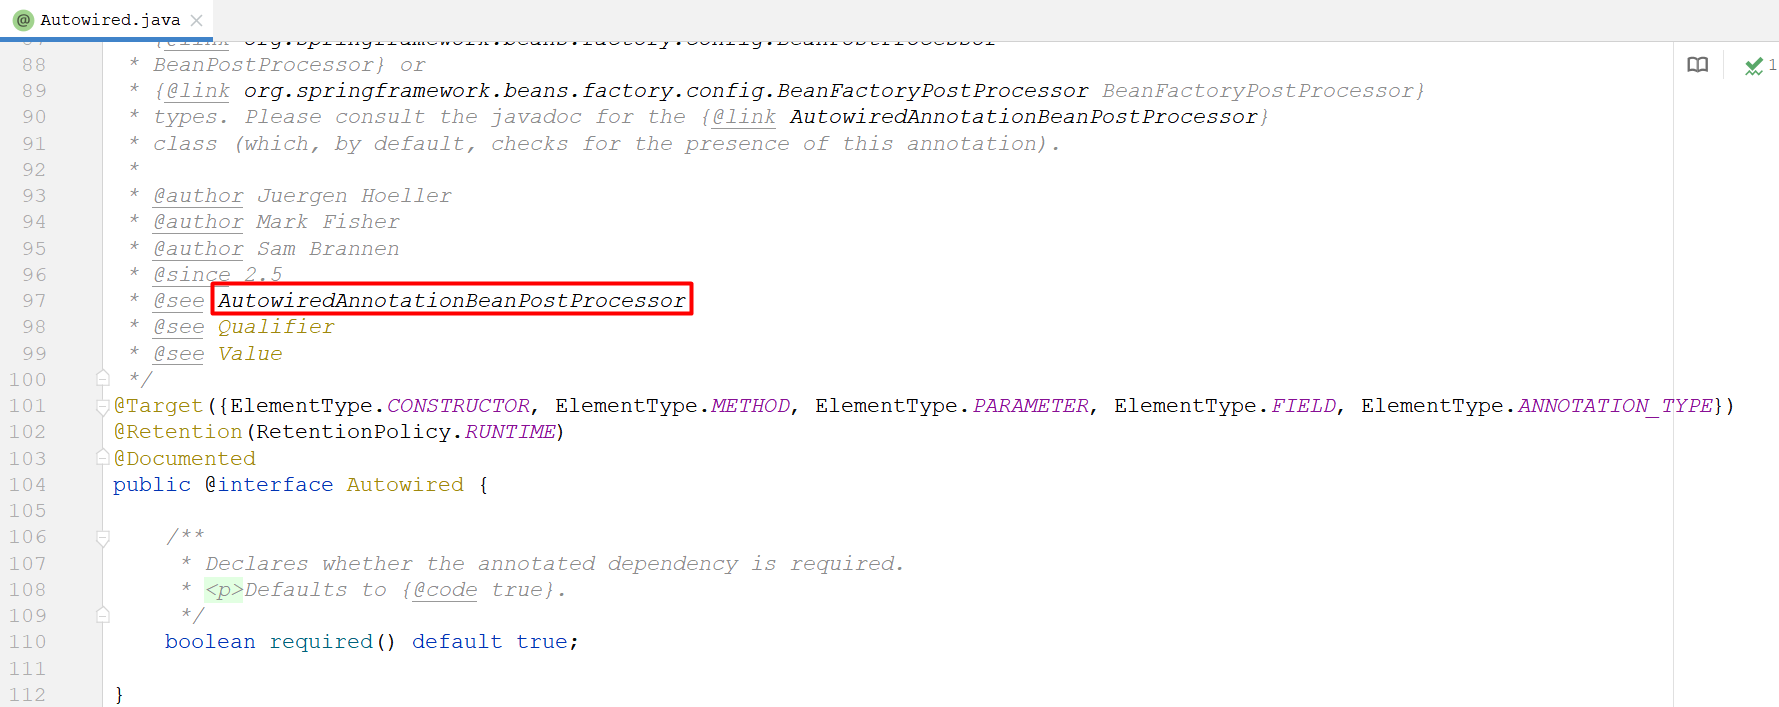 Autowired.java
88 * BeanPostProcessor} or
89 * {@link org.springframework.beans.factory.config.BeanFactoryPostProcessor BeanFactoryPostProcessor}
90 * types. Please consult the javadoc for the {@link AutowiredAnnotationBeanPostProcessor}
91 * class (which, by default, checks for the presence of this annotation).
92 *
93 * @author Juergen Hoeller
94 * @author Mark Fisher
95 * @author Sam Brannen
96 * @since 2.5
97 * @see AutowiredAnnotationBeanPostProcessor
98 * @see Qualifier
99 * @see Value
100 */
101 @Target({ElementType.CONSTRUCTOR, ElementType.METHOD, ElementType.PARAMETER, ElementType.FIELD, ElementType.ANNOTATION_TYPE})
102 @Retention(RetentionPolicy.RUNTIME)
103 @Documented
104 public @interface Autowired {
105
106 /**
107 * Declares whether the annotated dependency is required.
108 * <p>Defaults to {@code true}.
109 */
110 boolean required() default true;
111
112 }
1